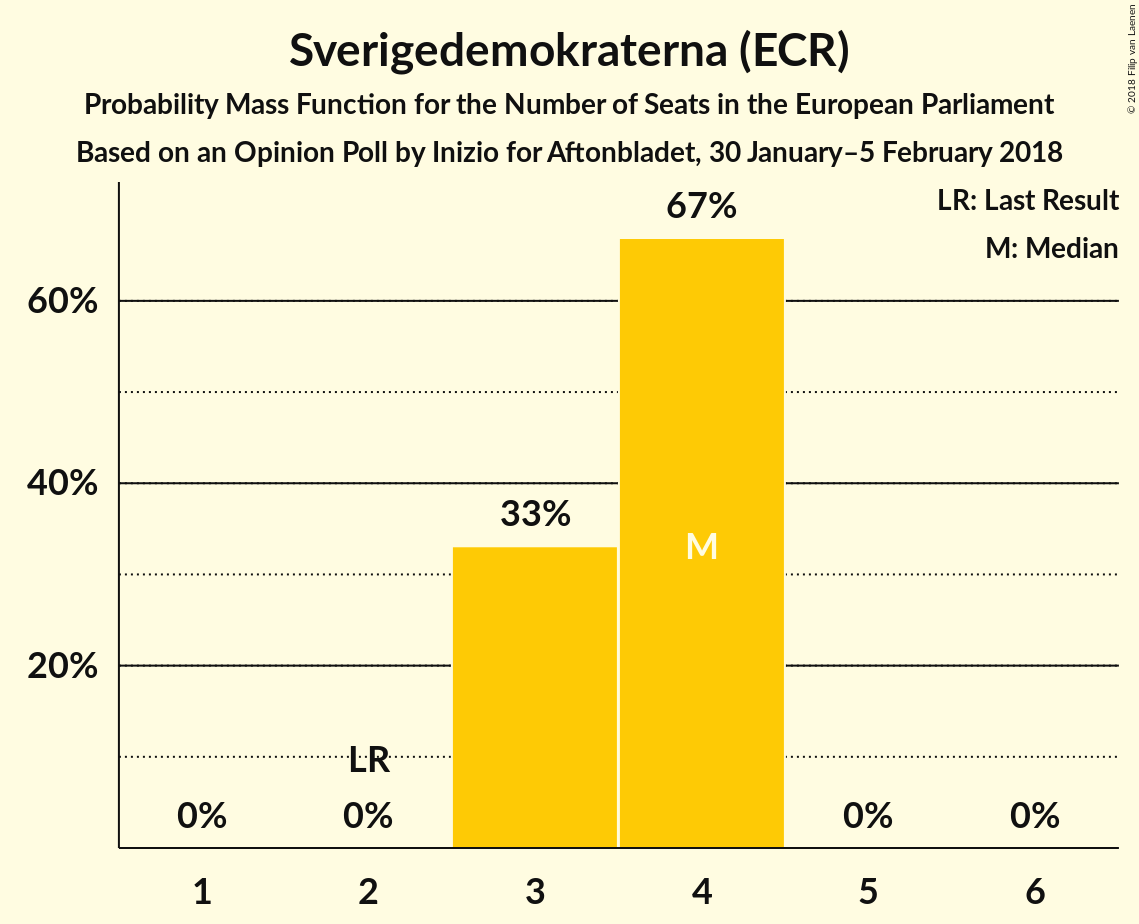 Sverigedemokraterna (ECR)
Probability Mass Function for the Number of Seats in the European Parliament
Based on an Opinion Poll by Inizio for Aftonbladet, 30 January–5 February 2018
© 2018 Filip van Laenen
LR: Last Result
M: Median
67%
60%
40%
33%
M
20%
LR
0%
0%
0%
0%
1
2
3
4
5
6